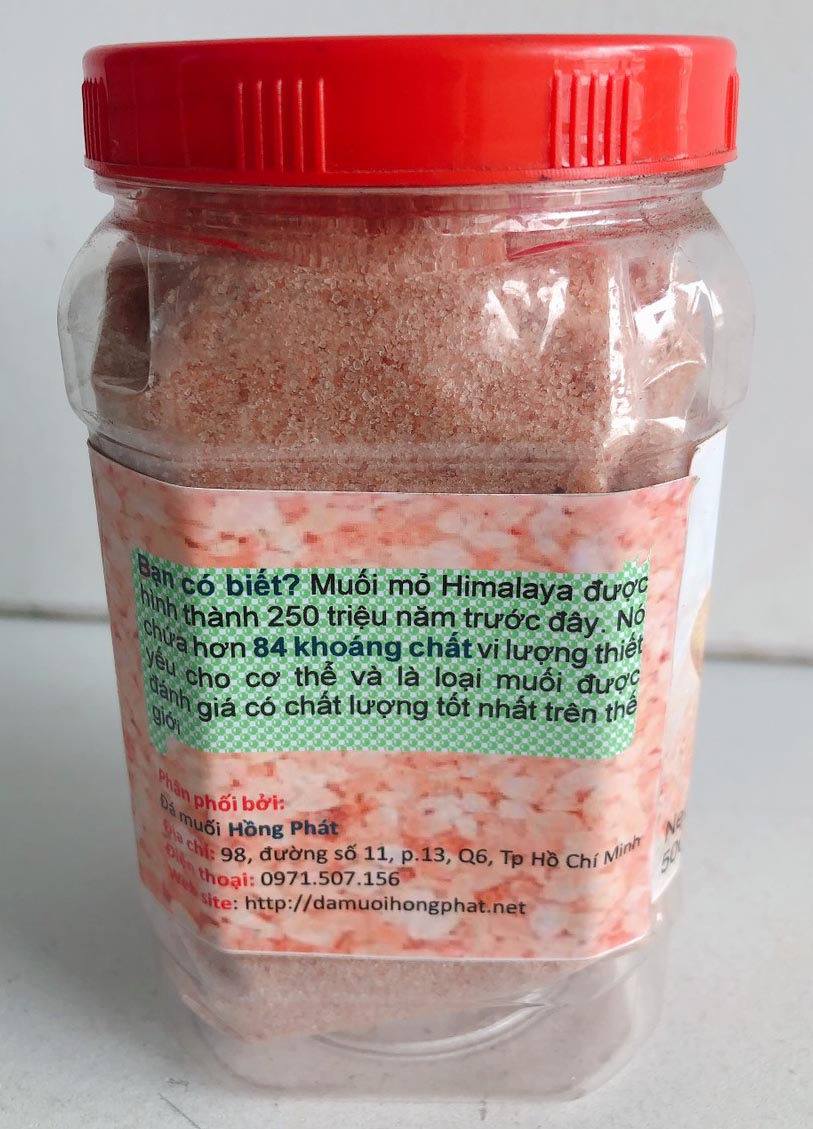 Bạn có biết? Muối mỏ Himalaya được
hình thành 250 triệu năm trước đây. Nó
chứa hơn 84 khoáng chất vi lượng thiết
yếu cho cơ thể và là loại muối được
đánh giá có chất lượng tốt nhất trên thế
giới
Phân phối bởi:
Đá muối Hồng Phát
Địa chỉ: 98, đường số 11, p.13, Q6, Tp Hồ Chí Minh
Điện thoại: 0971.507.156
Web site: http://damuoihongphat.net